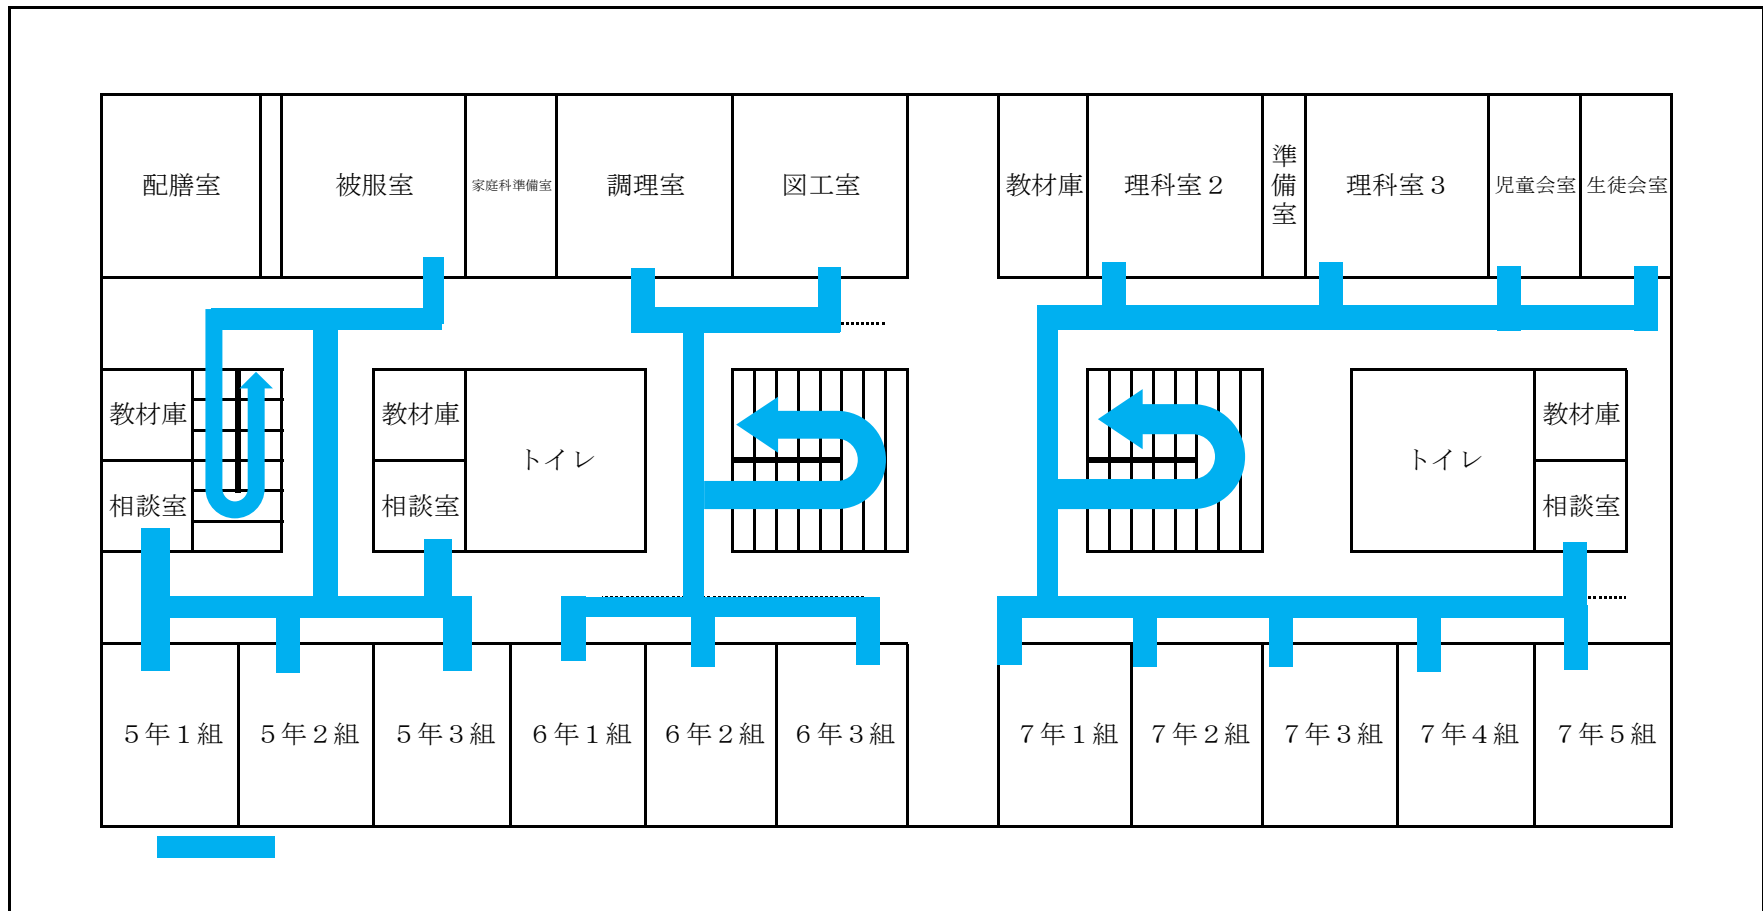 配膳室
被服室
家庭科準備室
調理室
図工室
教材庫
理科室２
準備室
理科室３
児童会室
生徒会室
教材庫
相談室
教材庫
相談室
トイレ
トイレ
教材庫
相談室
５年１組
５年２組
５年３組
６年１組
６年２組
６年３組
７年１組
７年２組
７年３組
７年４組
７年５組